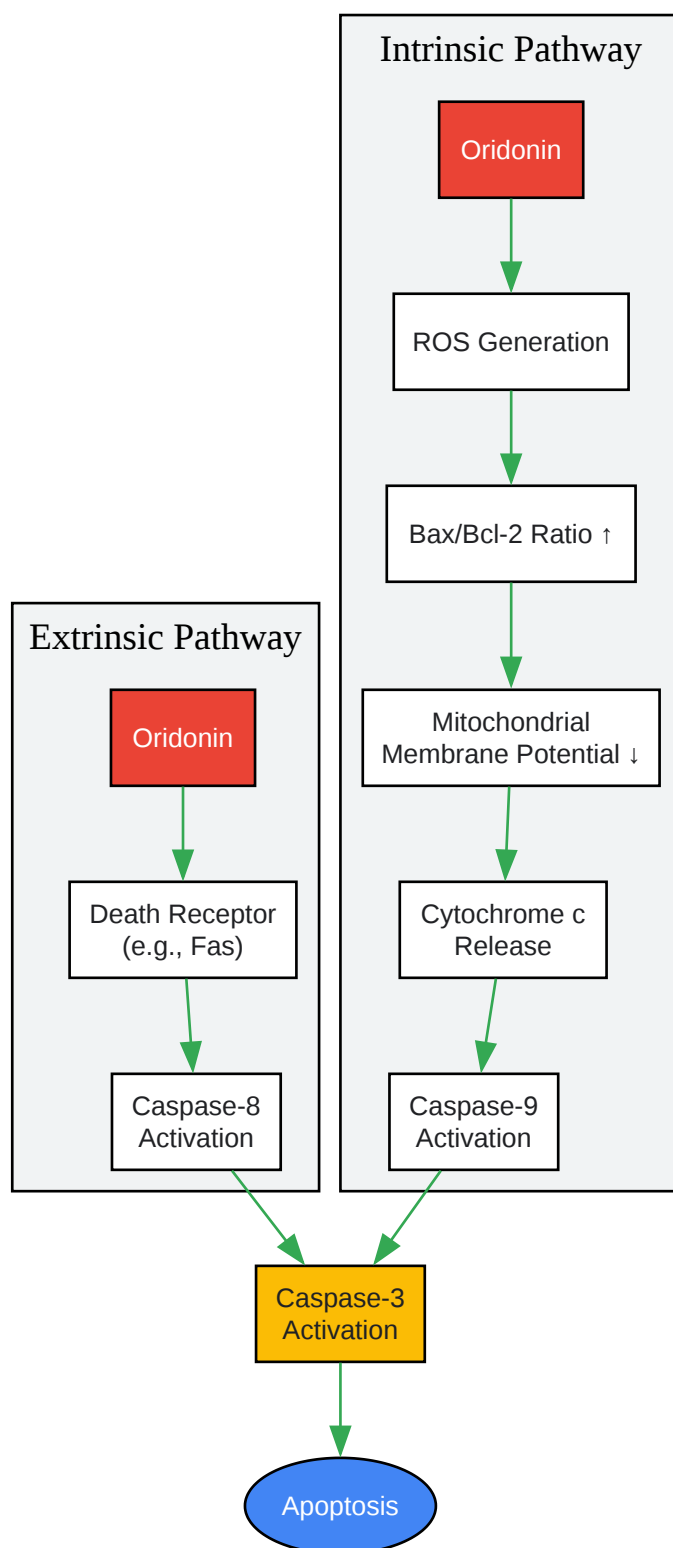 Intrinsic Pathway
Oridonin
ROS Generation
Bax/Bcl-2 Ratio ↑
Mitochondrial
Membrane Potential ↓
Cytochrome c
Release
Caspase-9
Activation
Extrinsic Pathway
Oridonin
Death Receptor
(e.g., Fas)
Caspase-8
Activation
Caspase-3
Activation
Apoptosis